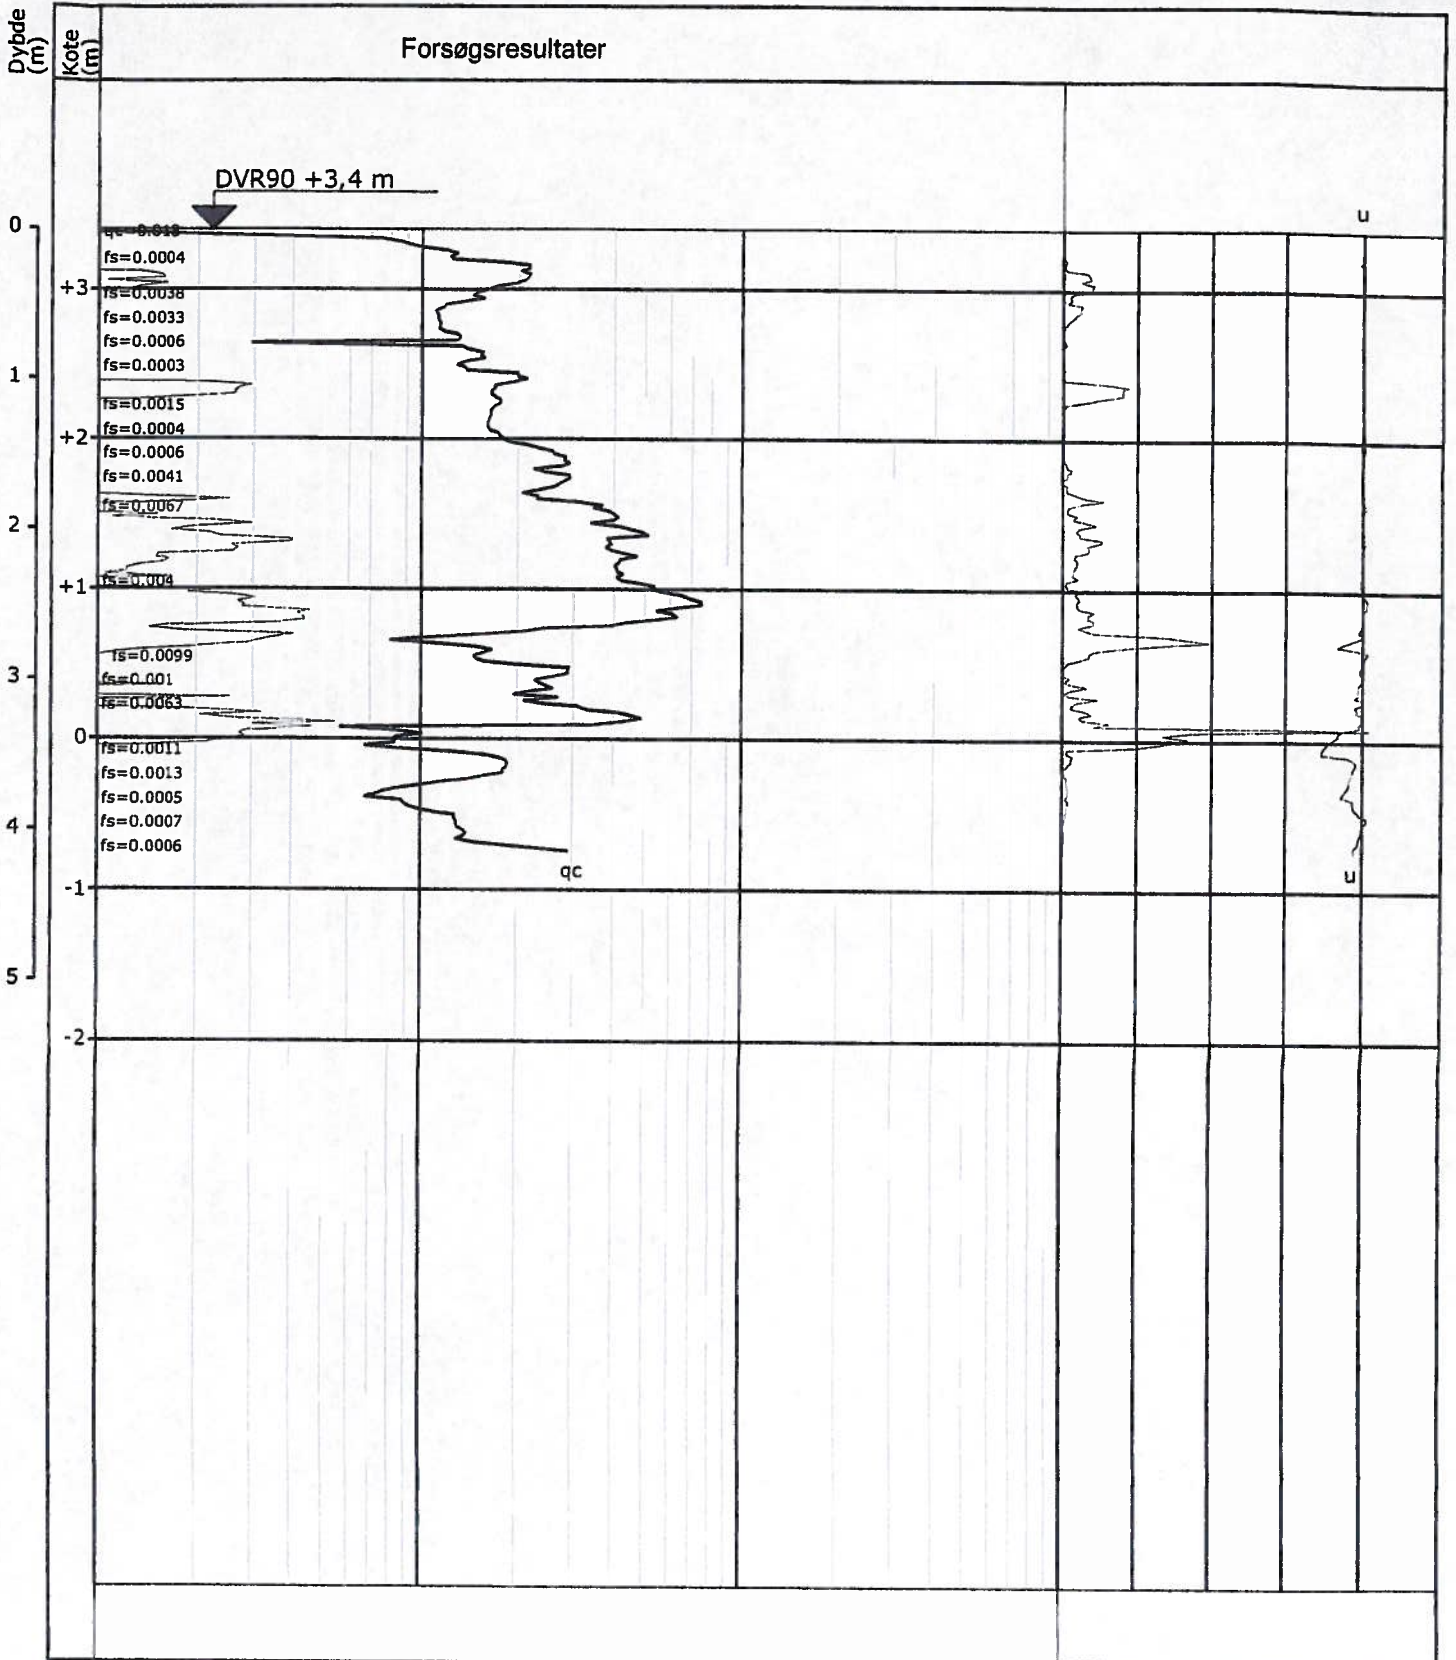 Dybde (m)
Kote (m)
Forsøgsresultater
DVR90 +3,4 m
u
0
fs=0.0004
+3
fs=0.0038
fs=0.0033
fs=0.0006
fs=0.0003
1
fs=0.0015
fs=0.0004
+2
fs=0.0006
fs=0.0041
fs=0.0067
2
fs=0.004
+1
fs=0.0099
3
fs=0.001
fs=0.0063
0
fs=0.0011
fs=0.0013
fs=0.0005
4
fs=0.0007
fs=0.0006
qc
u
-1
5
-2